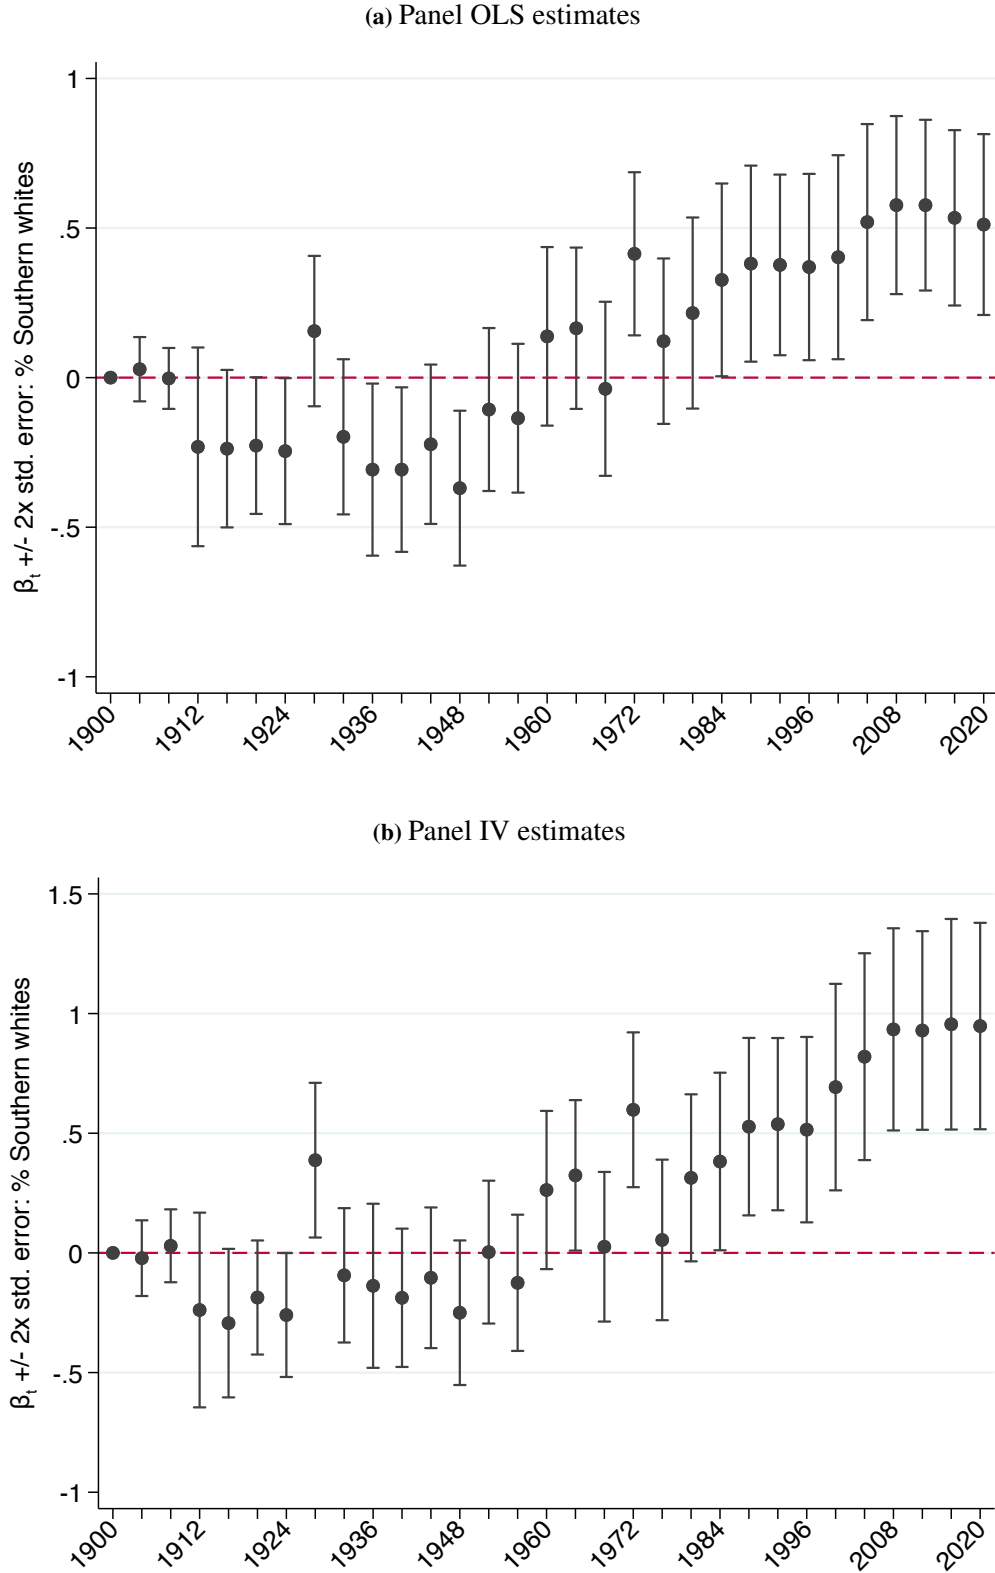 (a) Panel OLS estimates
βt +/- 2x std. error: % Southern whites
1
.5
0
-.5
-1
1900 1912 1924 1936 1948 1960 1972 1984 1996 2008 2020
(b) Panel IV estimates
βt +/- 2x std. error: % Southern whites
1.5
1
.5
0
-.5
-1
1900 1912 1924 1936 1948 1960 1972 1984 1996 2008 2020